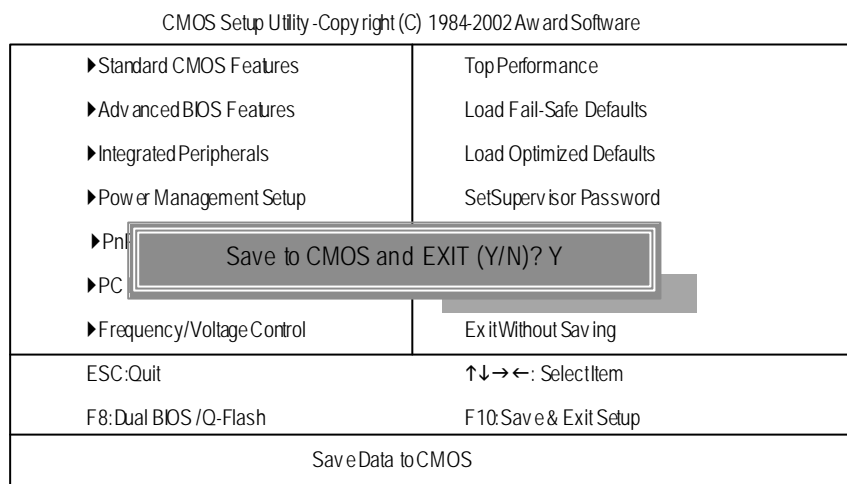 CMOS Setup Utility-Copyright (C) 1984-2002 Award Software
▶Standard CMOS Features
Top Performance
▶Advanced BIOS Features
Load Fail-Safe Defaults
▶Integrated Peripherals
Load Optimized Defaults
▶Power Management Setup
Set Supervisor Password
▶
Save to CMOS and EXIT (Y/N)? Y
▶PC
▶Frequency/Voltage Control
Exit Without Saving
ESC:Quit
↑↓→←: Select Item
F8:Dual BIOS /Q-Flash
F10:Save & Exit Setup
Save Data to CMOS